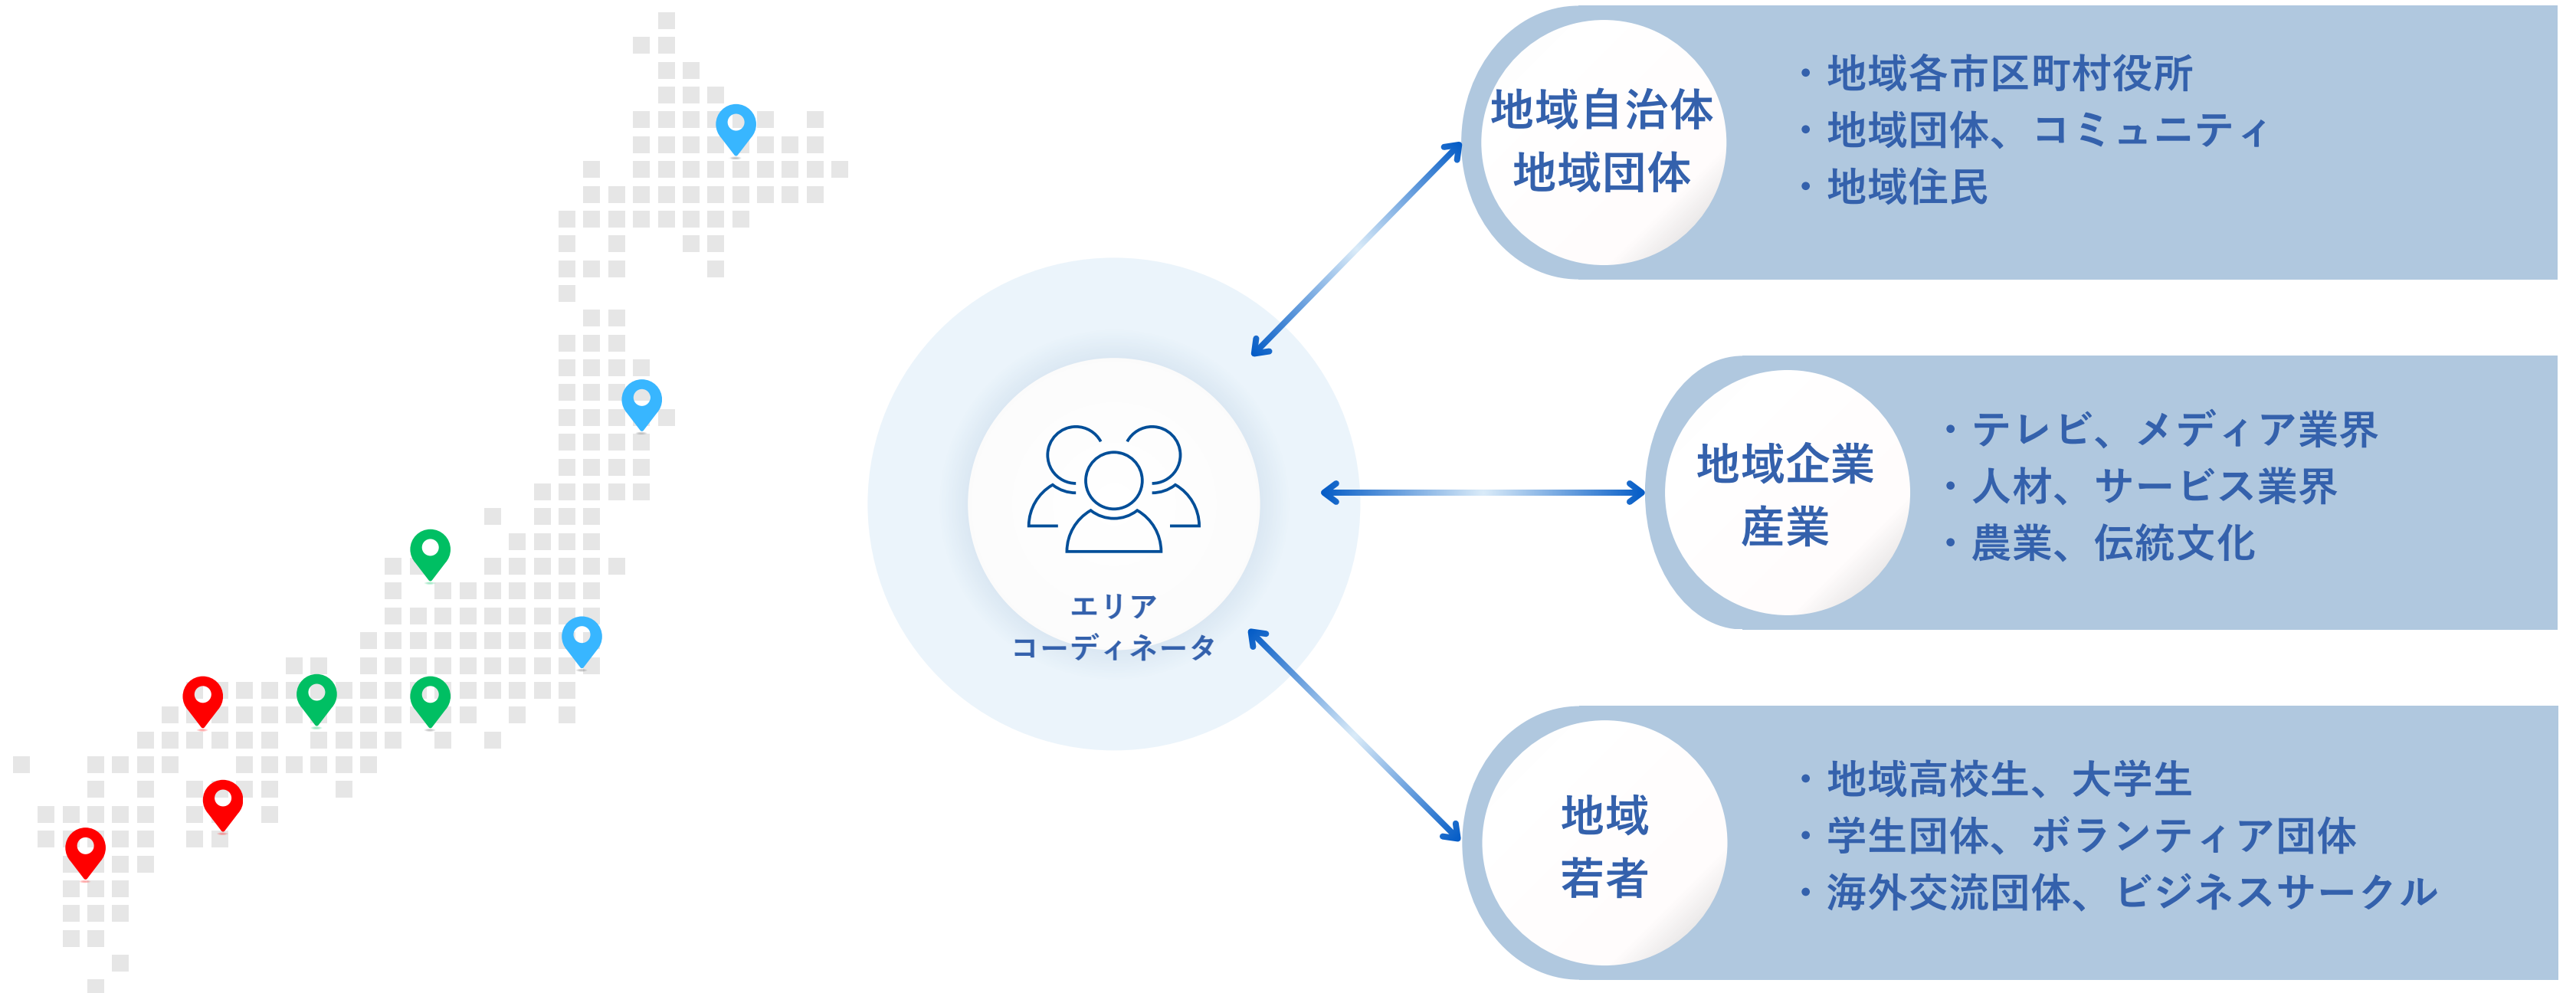 エリア
コーディネータ
地域自治体
地域団体
・地域各市区町村役所
・地域団体、コミュニティ
・地域住民
地域企業
産業
・テレビ、メディア業界
・人材、サービス業界
・農業、伝統文化
地域
若者
・地域高校生、大学生
・学生団体、ボランティア団体
・海外交流団体、ビジネスサークル